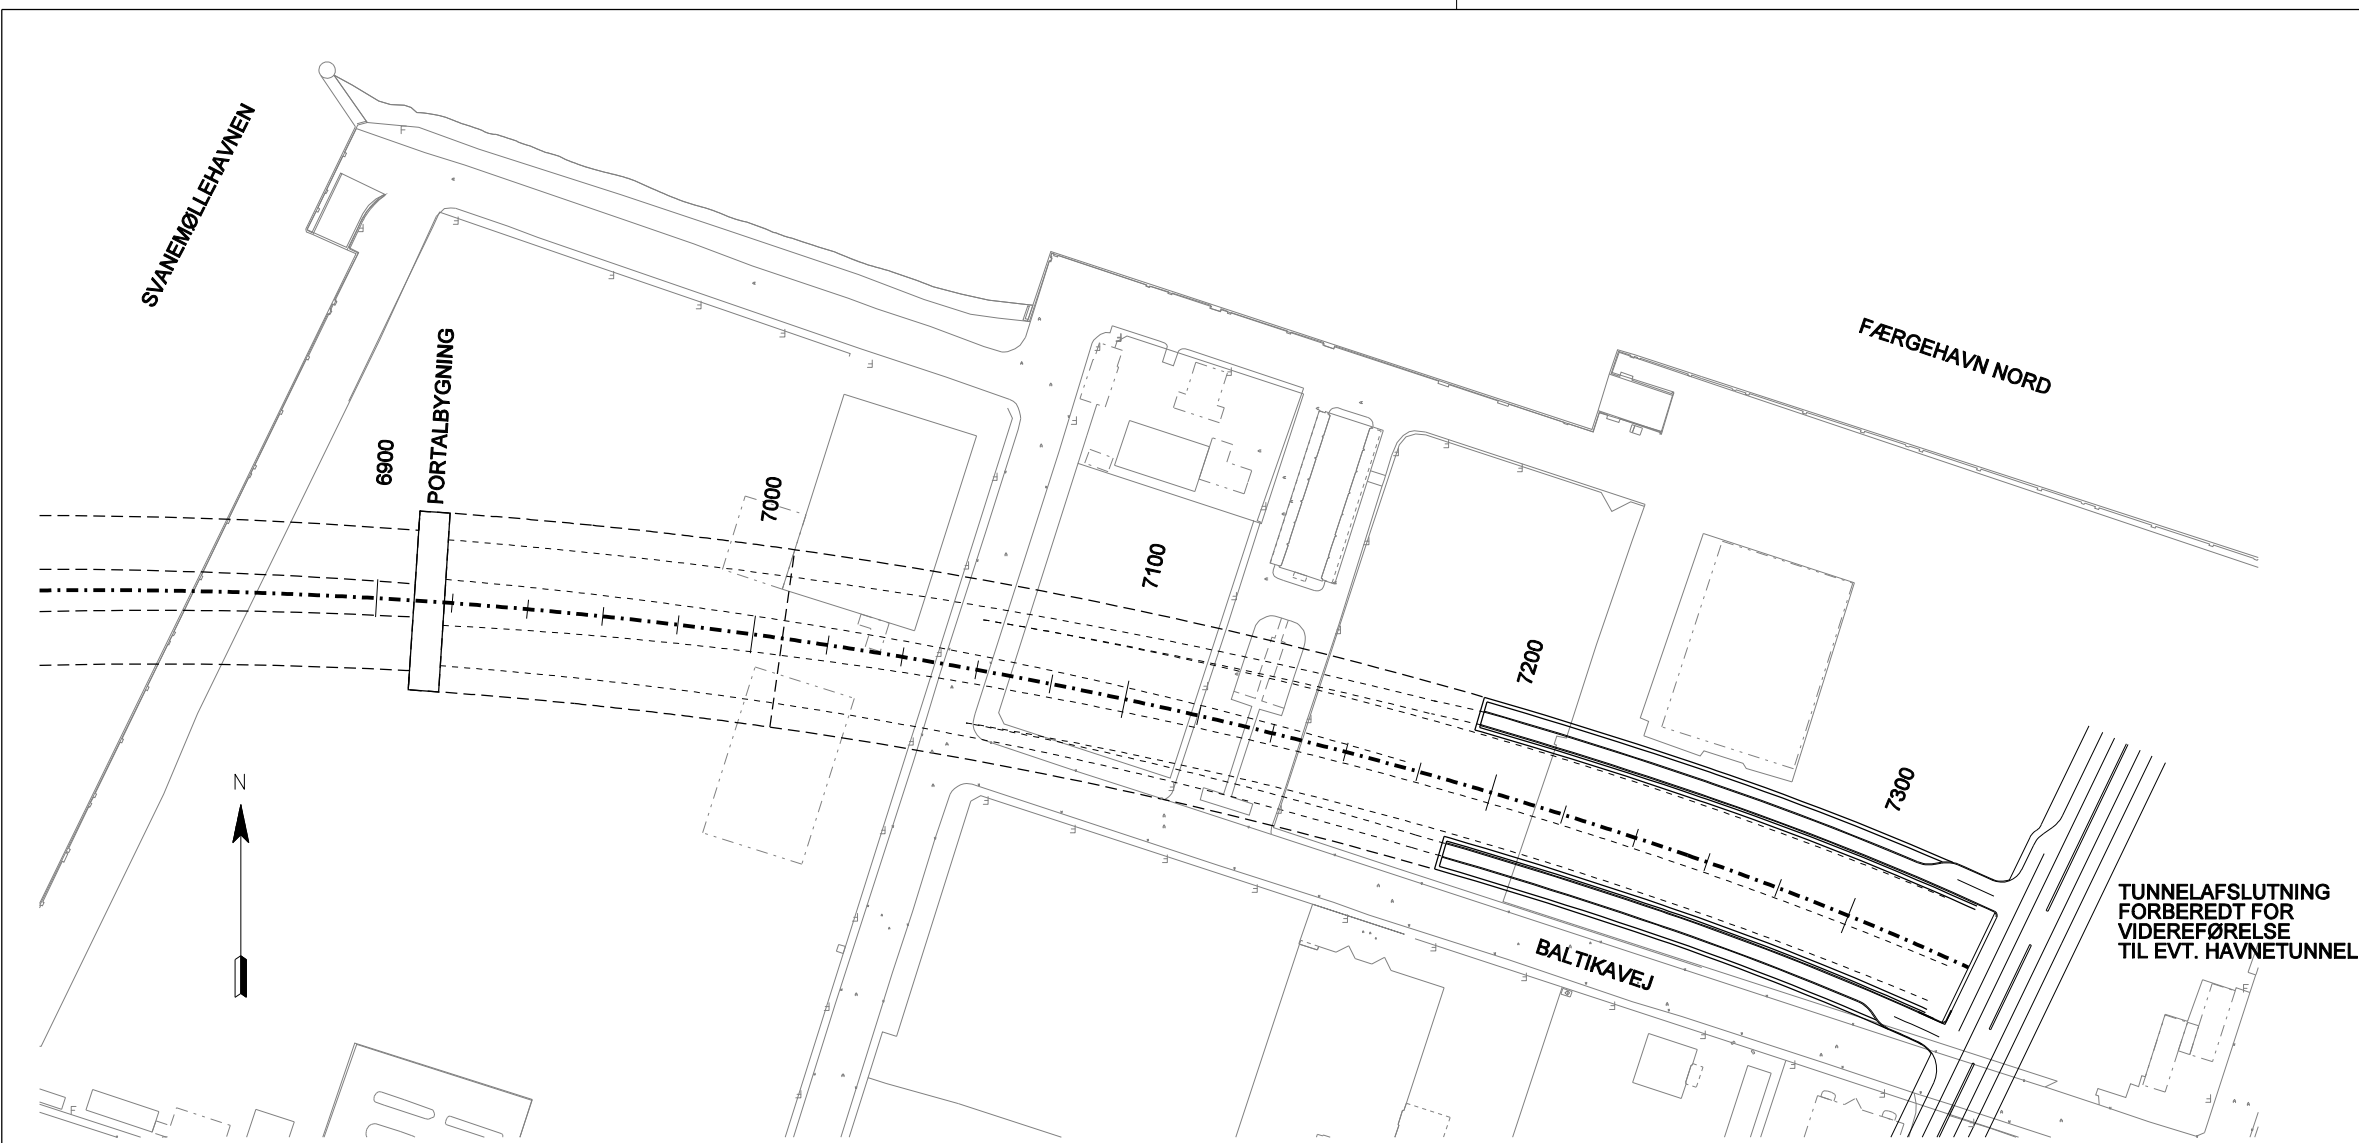 SVANEMØLLEHAVNEN
FÆRGEHAVN NORD
PORTALBYGNING
6900
7000
7100
7200
7300
N
BALTIKAVEJ
TUNNELAFSLUTNING
FORBEREDT FOR
VIDEREFØRELSE
TIL EVT. HAVNETUNNEL